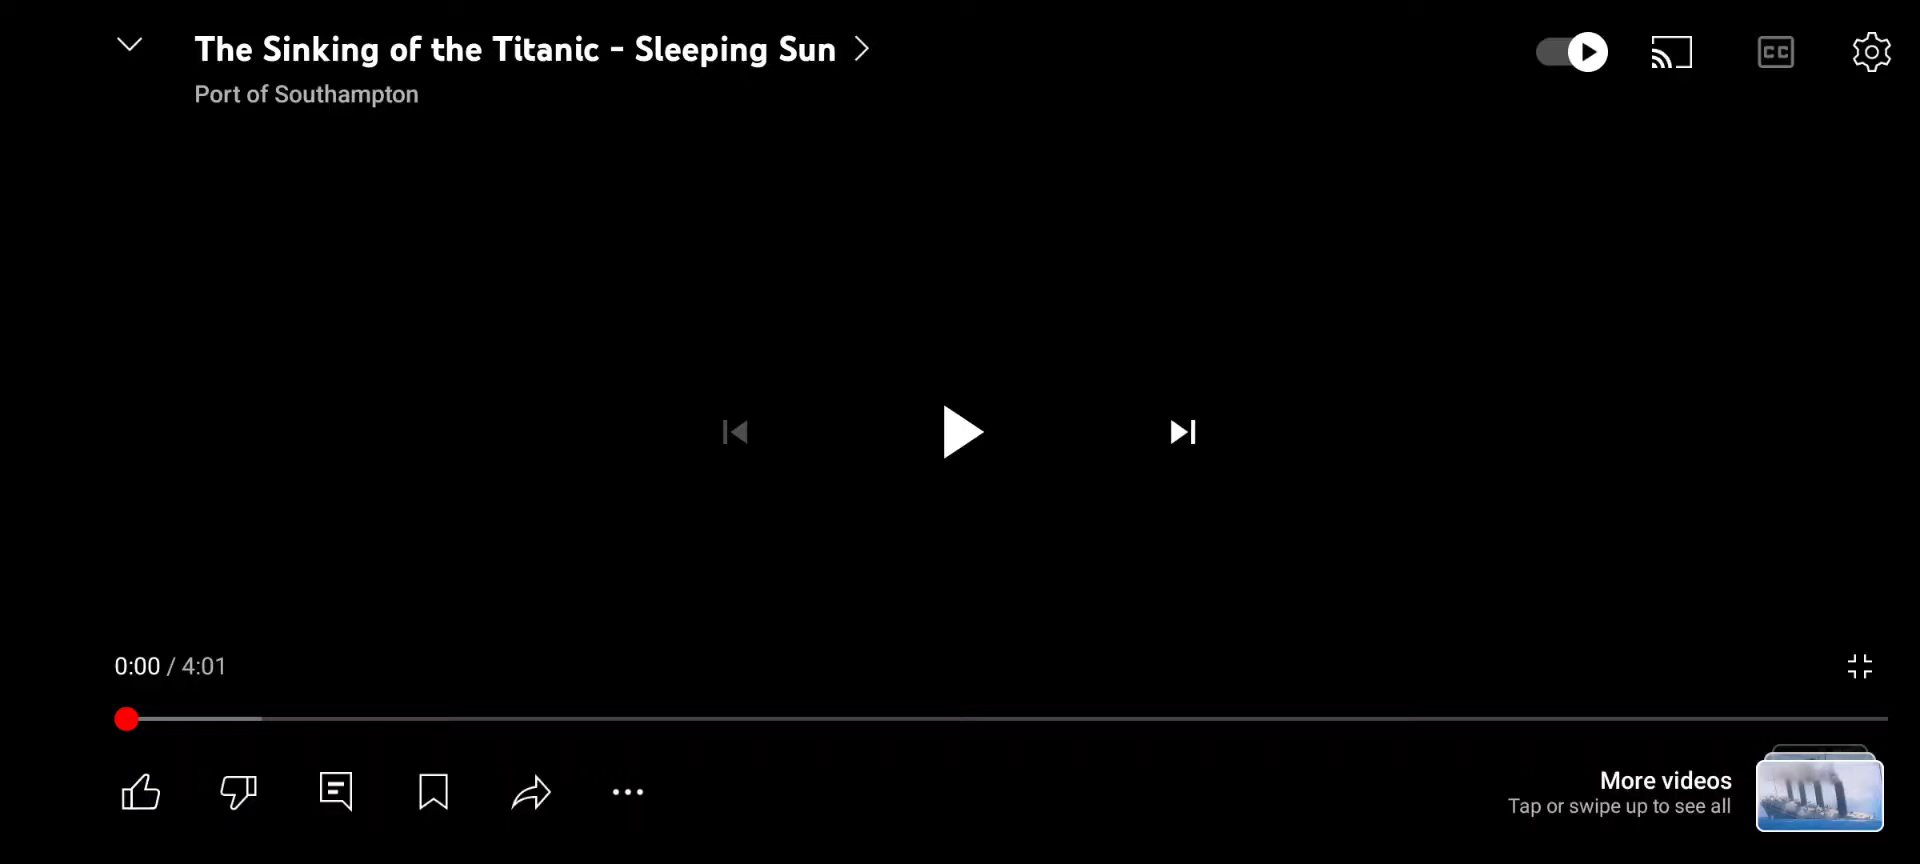 The Sinking of the Titanic - Sleeping Sun
Port of Southampton
CC
0:00 / 4:01
More videos
Tap or swipe up to see all